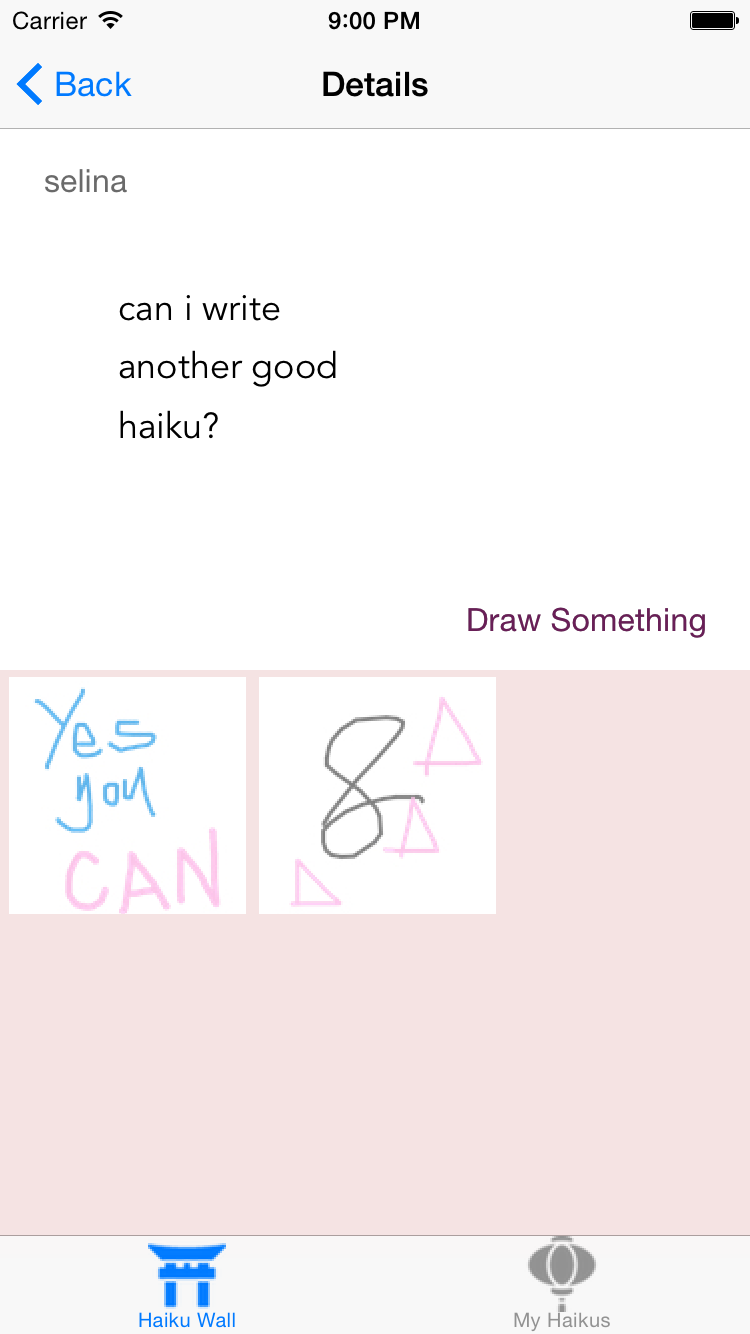 Carrier 9:00 PM
Back Details
selina
can i write
another good
haiku?
Draw Something
Yes
you
CAN
8
Haiku Wall My Haikus